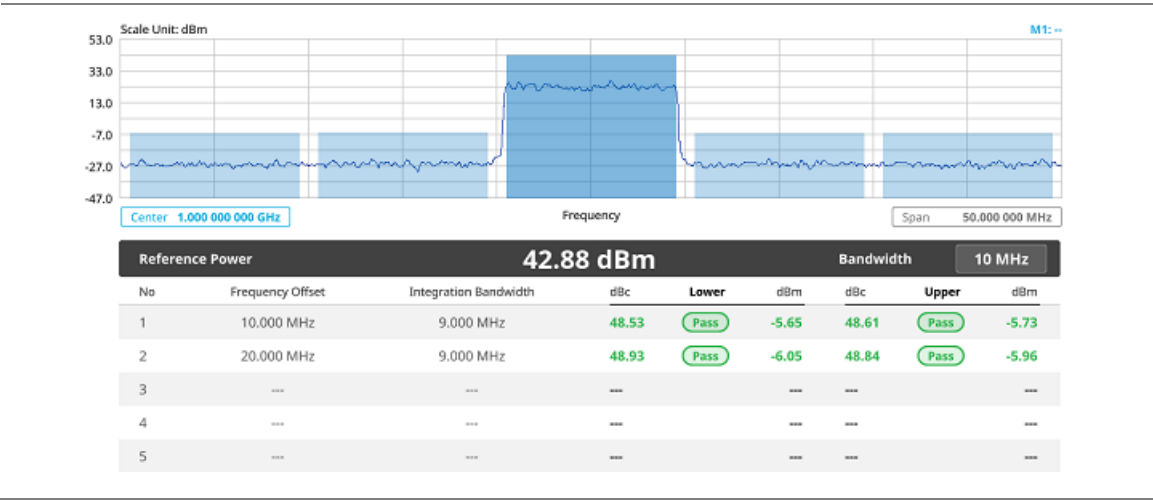 Scale Unit: dBm M1: --
53.0
33.0
13.0
-7.0
-27.0
-47.0
Center 1.000 000 000 GHz Frequency Span 50.000 000 MHz
Reference Power 42.88 dBm Bandwidth 10 MHz
No Frequency Offset Integration Bandwidth dBc Lower dBm dBc Upper dBm
1 10.000 MHz 9.000 MHz 48.53 Pass -5.65 48.61 Pass -5.73
2 20.000 MHz 9.000 MHz 48.93 Pass -6.05 48.84 Pass -5.96
3 --- --- --- --- --- ---
4 --- --- --- --- --- ---
5 --- --- --- --- --- ---